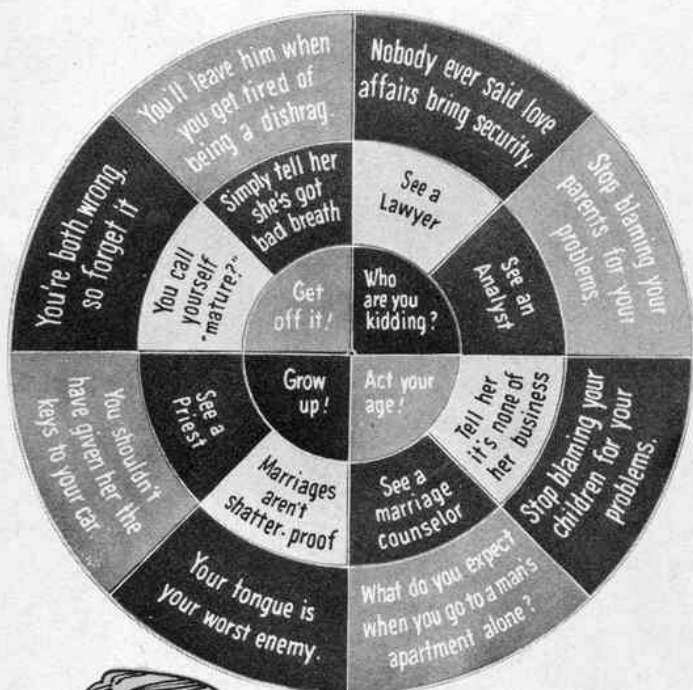 You'll leave him when
you get tired of
being a dishrag.
Nobody ever said love
affairs bring security.
Stop blaming your
parents for your
problems.
Stop blaming your
children for your
problems.
What do you expect
when you go to a man's
apartment alone?
Your tongue is
your worst enemy.
You shouldn't
have given her the
keys to your car.
You're both wrong,
so forget it
Simply tell her
she's got
bad breath
See a
Lawyer
See an
Analyst
Tell her
it's none of
her business
See a
marriage
counselor
Marriages
aren't
shatter-proof
See a
Priest
You call
yourself
"mature?"
Get
off it!
Who
are you
kidding?
Act your
age!
Grow
up!